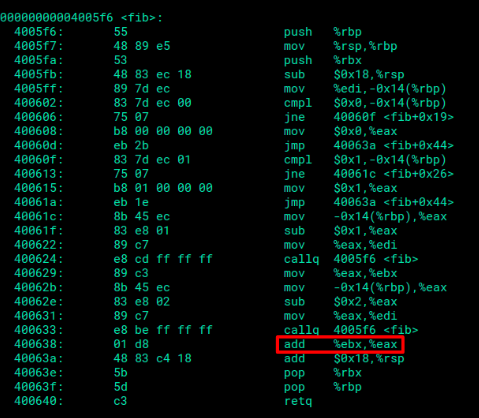 00000000004005f6 <fib>:
4005f6: 55 push %rbp
4005f7: 48 89 e5 mov %rsp,%rbp
4005fa: 53 push %rbx
4005fb: 48 83 ec 18 sub $0x18,%rsp
4005ff: 89 7d ec mov %edi,-0x14(%rbp)
400602: 83 7d ec 00 cmpl $0x0,-0x14(%rbp)
400606: 75 07 jne 40060f <fib+0x19>
400608: b8 00 00 00 00 mov $0x0,%eax
40060d: eb 2b jmp 40063a <fib+0x44>
40060f: 83 7d ec 01 cmpl $0x1,-0x14(%rbp)
400613: 75 07 jne 40061c <fib+0x26>
400615: b8 01 00 00 00 mov $0x1,%eax
40061a: eb 1e jmp 40063a <fib+0x44>
40061c: 8b 45 ec mov -0x14(%rbp),%eax
40061f: 83 e8 01 sub $0x1,%eax
400622: 89 c7 mov %eax,%edi
400624: e8 cd ff ff ff callq 4005f6 <fib>
400629: 89 c3 mov %eax,%ebx
40062b: 8b 45 ec mov -0x14(%rbp),%eax
40062e: 83 e8 02 sub $0x2,%eax
400631: 89 c7 mov %eax,%edi
400633: e8 be ff ff ff callq 4005f6 <fib>
400638: 01 d8 add %ebx,%eax
40063a: 48 83 c4 18 add $0x18,%rsp
40063e: 5b pop %rbx
40063f: 5d pop %rbp
400640: c3 retq